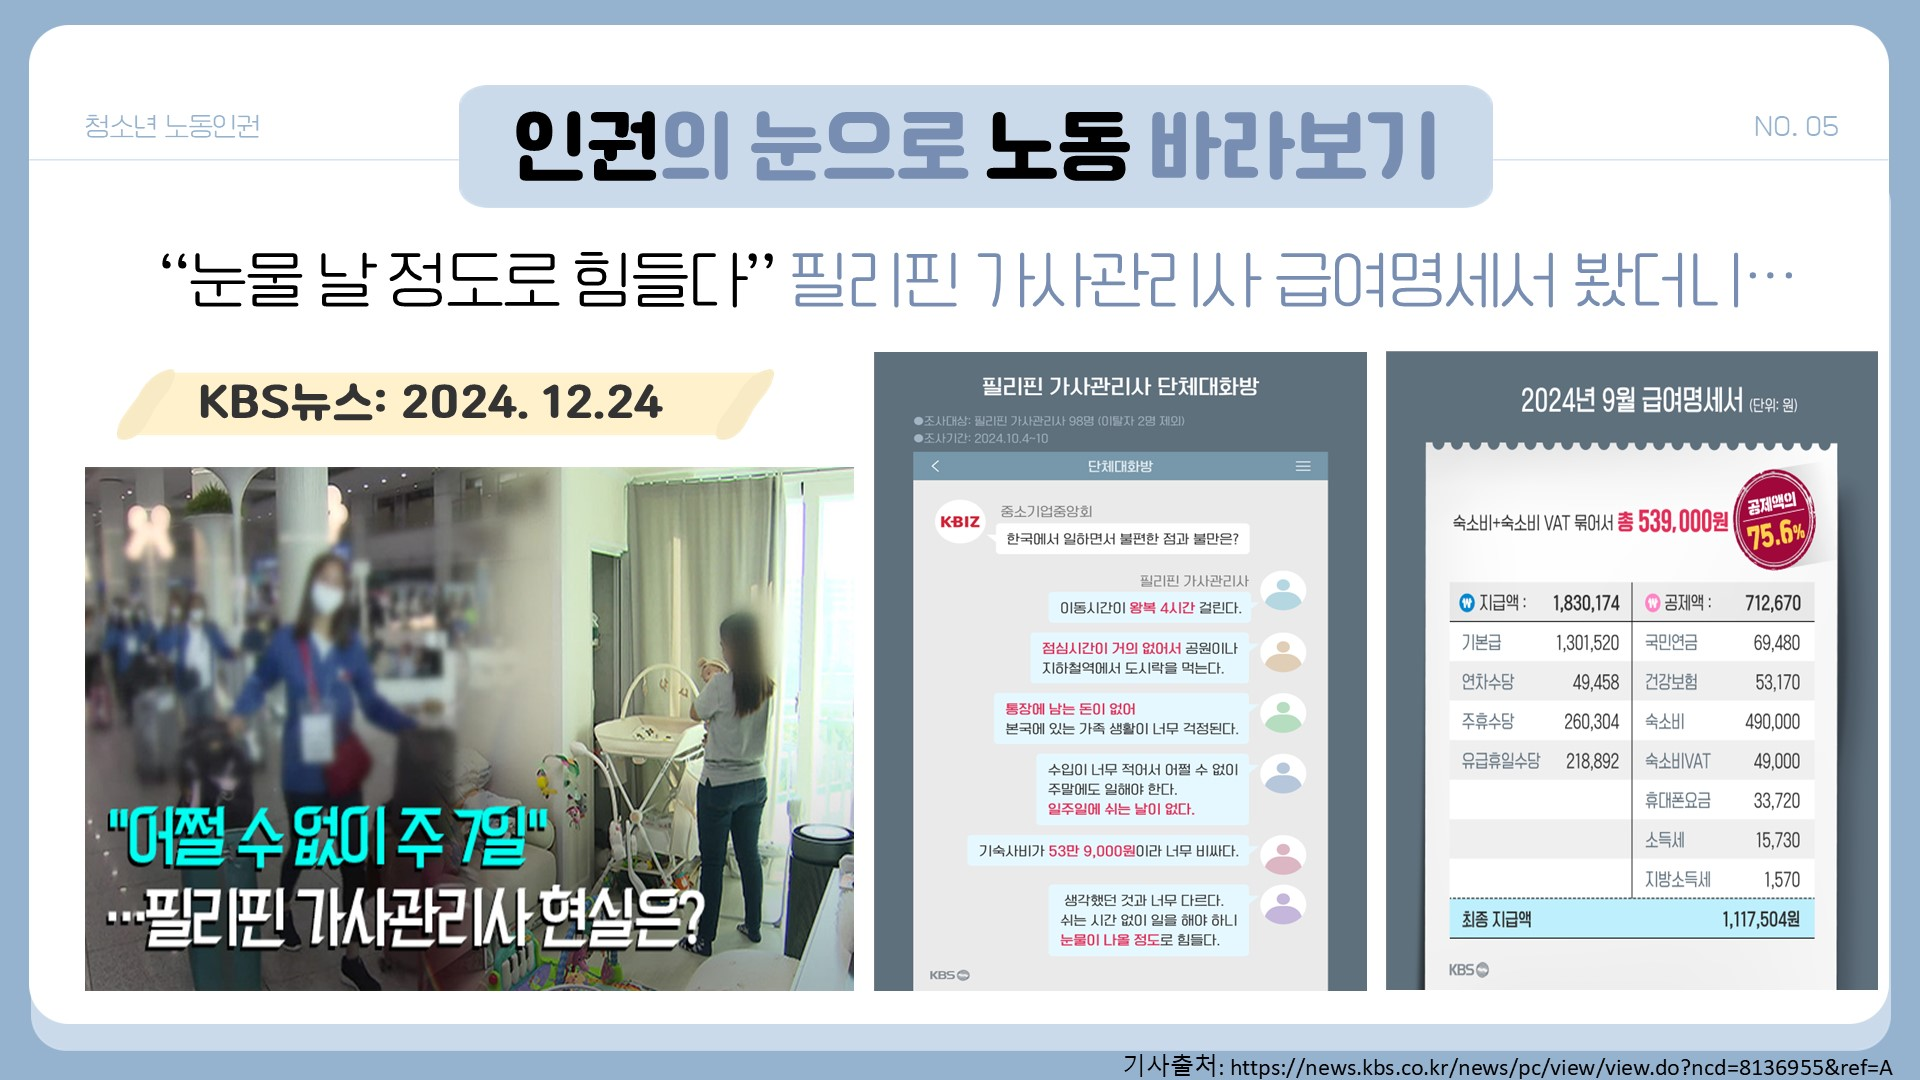 청소년 노동인권
인권의 눈으로 노동 바라보기
NO. 05
“눈물 날 정도로 힘들다” 필리핀 가사관리사 급여명세서 봤더니…
KBS뉴스: 2024. 12.24
"어쩔 수 없이 주 7일"
…필리핀 가사관리사 현실은?
필리핀 가사관리사 단체대화방
●조사대상: 필리핀 가사관리사 98명 (이탈자 2명 제외)
●조사기간: 2024.10.4~10
단체대화방
K-BIZ
중소기업중앙회
한국에서 일하면서 불편한 점과 불만은?
필리핀 가사관리사
이동시간이 왕복 4시간 걸린다.
점심시간이 거의 없어서 공원이나
지하철역에서 도시락을 먹는다.
통장에 남는 돈이 없어
본국에 있는 가족 생활이 너무 걱정된다.
수입이 너무 적어서 어쩔 수 없이
주말에도 일해야 한다.
일주일에 쉬는 날이 없다.
기숙사비가 53만 9,000원이라 너무 비싸다.
생각했던 것과 너무 다르다.
쉬는 시간 없이 일을 해야 하니
눈물이 나올 정도로 힘들다.
KBS
2024년 9월 급여명세서 (단위: 원)
숙소비+숙소비 VAT 묶어서 총 539,000원
공제액의
75.6%
₩ 지급액 : 1,830,174 ₩ 공제액 : 712,670
기본급 1,301,520 국민연금 69,480
연차수당 49,458 건강보험 53,170
주휴수당 260,304 숙소비 490,000
유급휴일수당 218,892 숙소비VAT 49,000
휴대폰요금 33,720
소득세 15,730
지방소득세 1,570
최종 지급액 1,117,504원
KBS
기사출처: https://news.kbs.co.kr/news/pc/view/view.do?ncd=8136955&ref=A